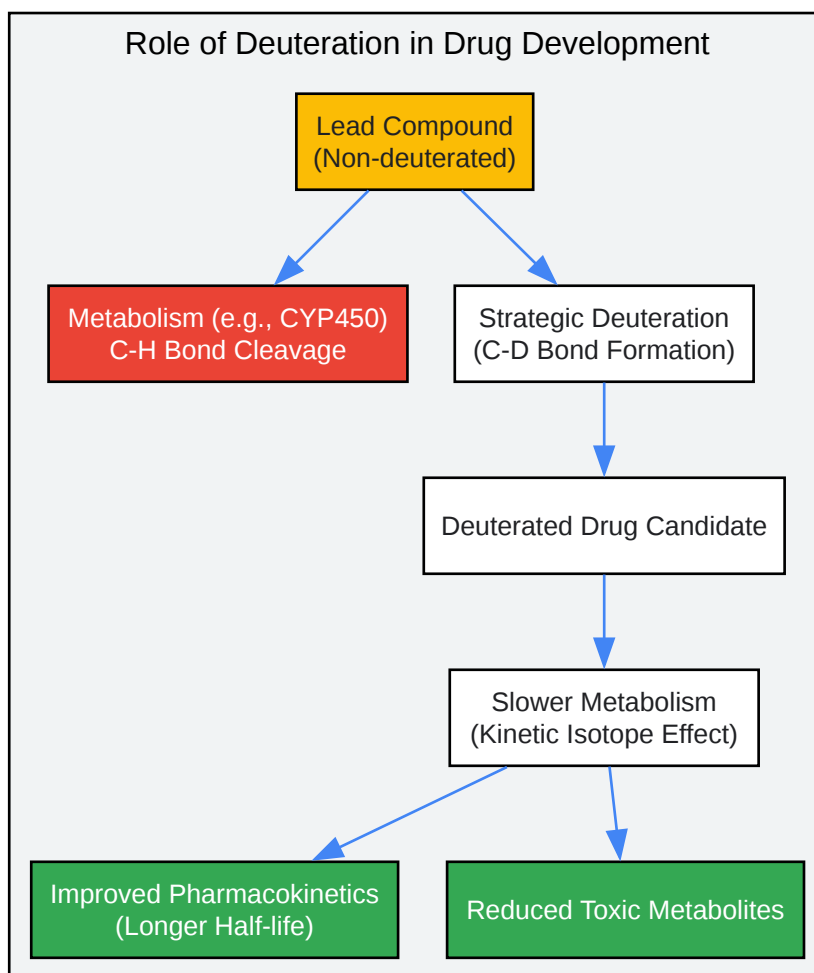 Role of Deuteration in Drug Development
Lead Compound
(Non-deuterated)
Metabolism (e.g., CYP450)
C-H Bond Cleavage
Strategic Deuteration
(C-D Bond Formation)
Deuterated Drug Candidate
Slower Metabolism
(Kinetic Isotope Effect)
Improved Pharmacokinetics
(Longer Half-life)
Reduced Toxic Metabolites